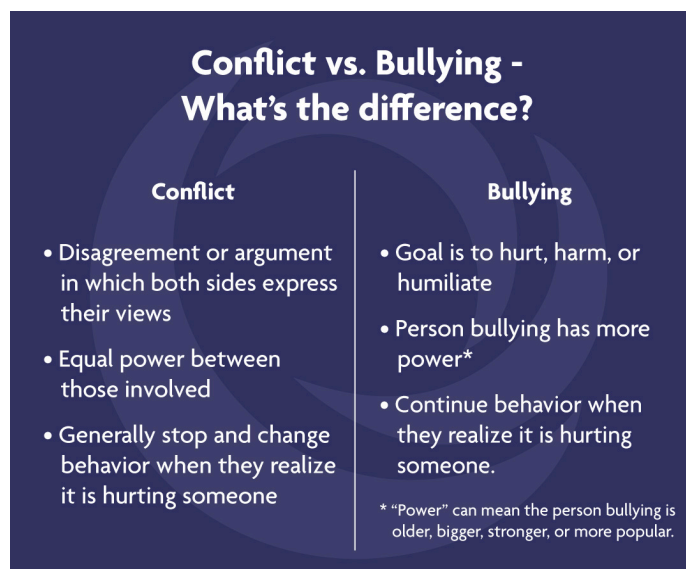 Conflict vs. Bullying -
What's the difference?
Conflict
• Disagreement or argument
in which both sides express
their views
• Equal power between
those involved
• Generally stop and change
behavior when they realize
it is hurting someone
Bullying
• Goal is to hurt, harm, or
humiliate
• Person bullying has more
power*
• Continue behavior when
they realize it is hurting
someone.
* “Power” can mean the person bullying is
older, bigger, stronger, or more popular.